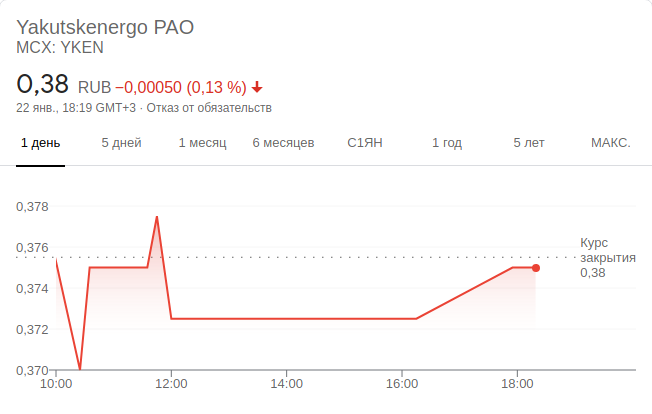 Yakutskenergo PAO
MCX: YKEN
0,38 RUB −0,00050 (0,13 %)
22 янв., 18:19 GMT+3 · Отказ от обязательств
1 день 5 дней 1 месяц 6 месяцев С1ЯН 1 год 5 лет МАКС.
0,378
0,376
0,374
0,372
0,370
Курс
закрытия
0,38
10:00 12:00 14:00 16:00 18:00